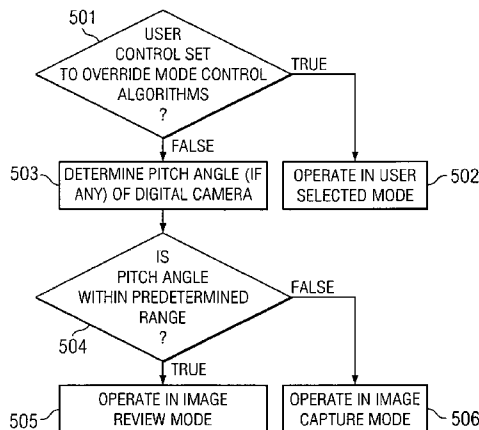 501
USER
CONTROL SET
TO OVERRIDE MODE CONTROL
ALGORITHMS
?
TRUE
FALSE
503
DETERMINE PITCH ANGLE (IF
ANY) OF DIGITAL CAMERA
OPERATE IN USER
SELECTED MODE
502
IS
PITCH ANGLE
WITHIN PREDETERMINED
RANGE
?
FALSE
504
TRUE
505
OPERATE IN IMAGE
REVIEW MODE
OPERATE IN IMAGE
CAPTURE MODE
506